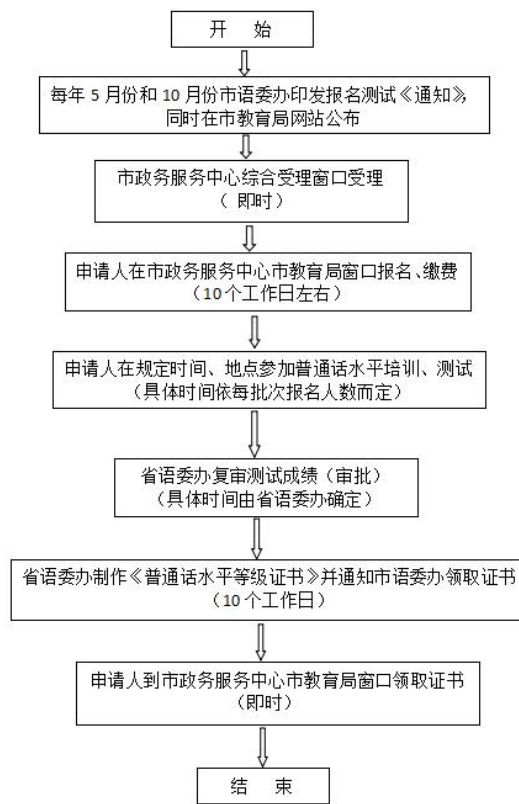 开 始
每年 5 月份和 10 月份市语委办印发报名测试《通知》,
同时在市教育局网站公布
市政务服务中心综合受理窗口受理
（ 即时）
申请人在市政务服务中心市教育局窗口报名、缴费
（10 个工作日左右）
申请人在规定时间、地点参加普通话水平培训、测试
（具体时间依每批次报名人数而定）
省语委办复审测试成绩（审批）
（具体时间由省语委办确定）
省语委办制作《普通话水平等级证书》并通知市语委办领取证书
（10 个工作日）
申请人到市政务服务中心市教育局窗口领取证书
（即时）
结 束